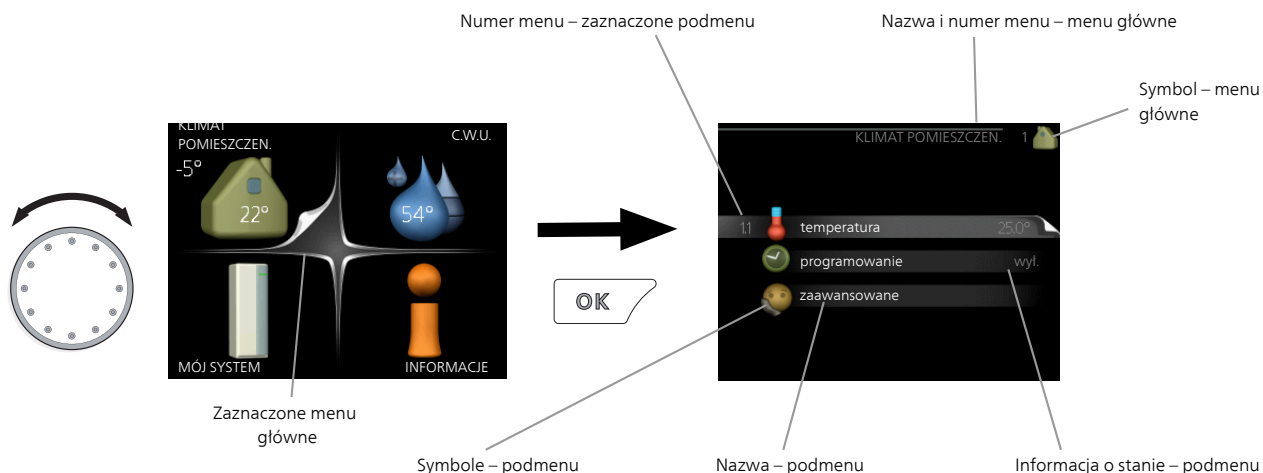 Numer menu – zaznaczone podmenu
Nazwa i numer menu – menu główne
Symbol – menu
główne
KLIMAT
POMIESZCZEN.
C.W.U.
-5°
22°
54°
MÓJ SYSTEM
INFORMACJE
OK
KLIMAT POMIESZCZEN. 1
1.1 temperatura 25.0°
programowanie wył.
zaawansowane
Zaznaczone menu
główne
Symbole – podmenu
Nazwa – podmenu
Informacja o stanie – podmenu